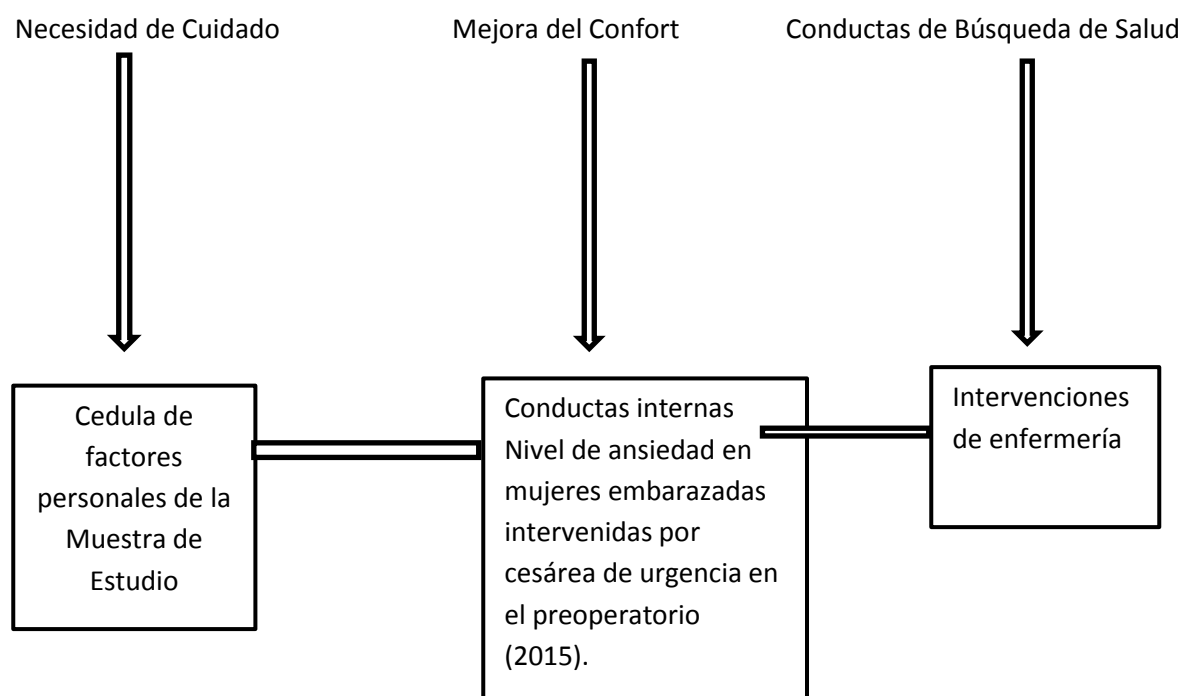 Necesidad de Cuidado
Mejora del Confort
Conductas de Búsqueda de Salud
Cedula de
factores
personales de la
Muestra de
Estudio
Conductas internas
Nivel de ansiedad en
mujeres embarazadas
intervenidas por
cesárea de urgencia en
el preoperatorio
(2015).
Intervenciones
de enfermería